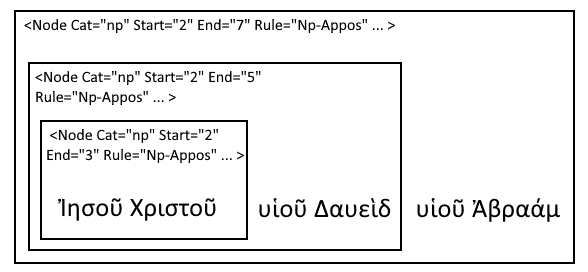 <Node Cat="np" Start="2" End="7" Rule="Np-Appos" ... >
<Node Cat="np" Start="2" End="5"
Rule="Np-Appos" ... >
<Node Cat="np" Start="2"
End="3" Rule="Np-Appos" ... >
Ἰησοῦ Χριστοῦ υἱοῦ Δαυεὶδ υἱοῦ Ἀβραάμ